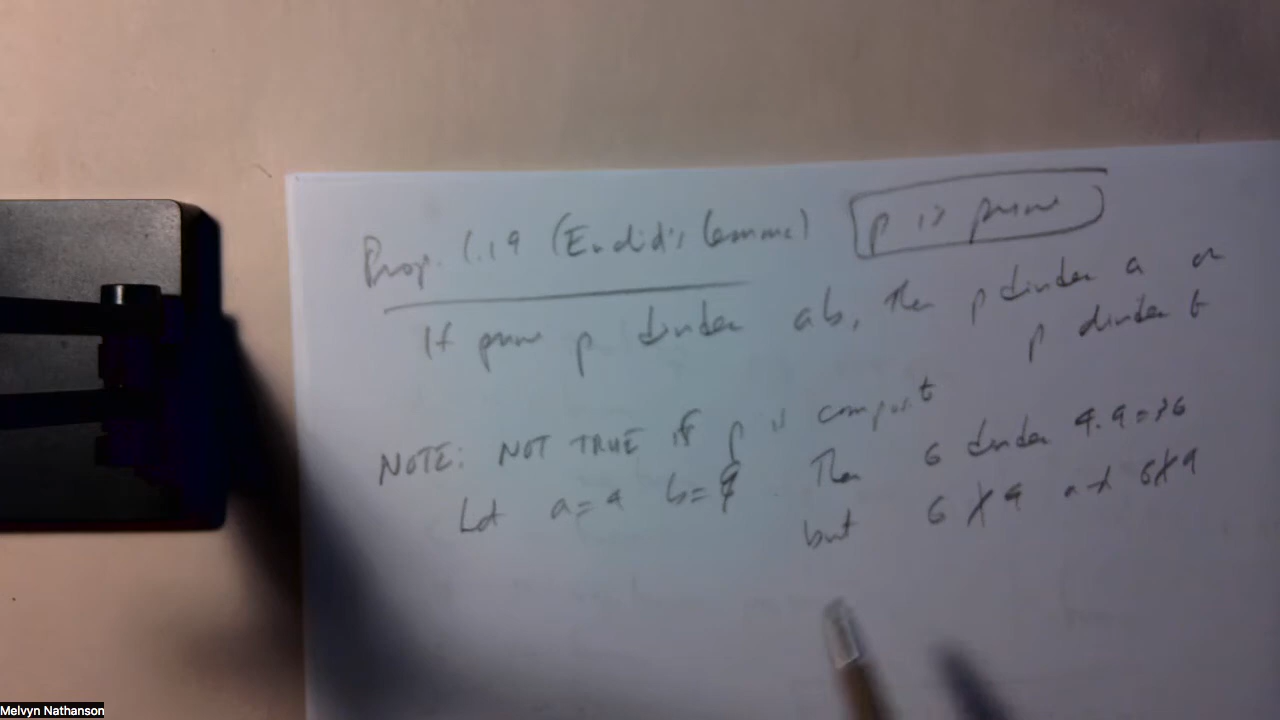 Prop. 1.19 (Euclid's Lemma) p is prime
If prime p divides ab, then p divides a or
p divides b
NOTE: NOT TRUE if p is composit
Let a=4 b=9 Then 6 divides 4.9=36
but 6∤4 and 6∤9
Melvyn Nathanson